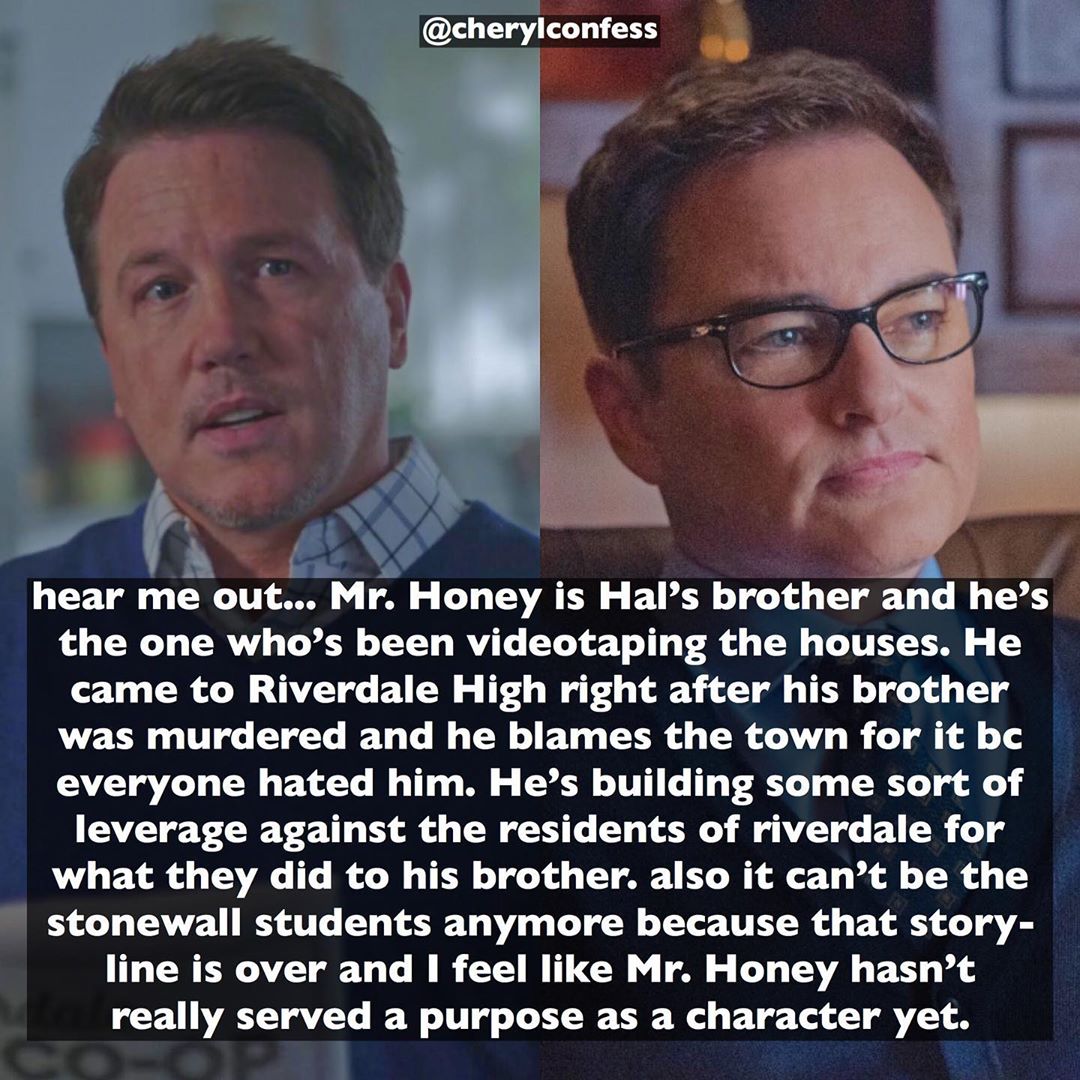 @cherylconfess
hear me out... Mr. Honey is Hal's brother and he's
the one who's been videotaping the houses. He
came to Riverdale High right after his brother
was murdered and he blames the town for it bc
everyone hated him. He's building some sort of
leverage against the residents of riverdale for
what they did to his brother. also it can't be the
stonewall students anymore because that story-
line is over and I feel like Mr. Honey hasn't
really served a purpose as a character yet.
CO-OP